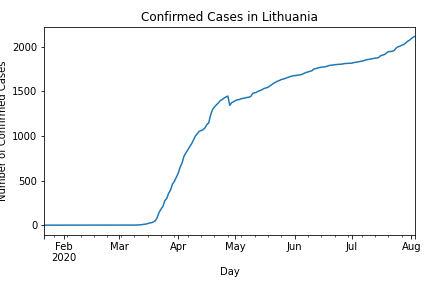 Confirmed Cases in Lithuania
Number of Confirmed Cases
2000
1500
1000
500
0
Feb
2020
Mar
Apr
May
Jun
Jul
Aug
Day